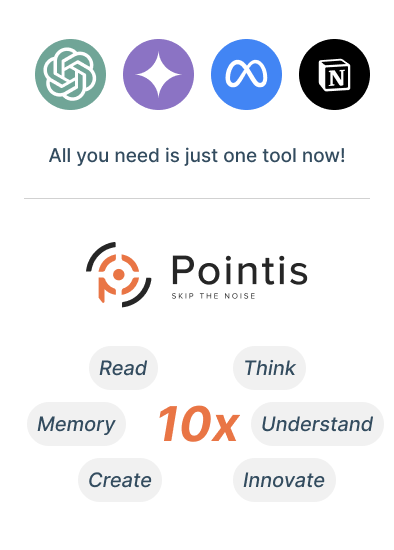 N
All you need is just one tool now!
Pointis
SKIP THE NOISE
Read
Think
Memory
10x
Understand
Create
Innovate